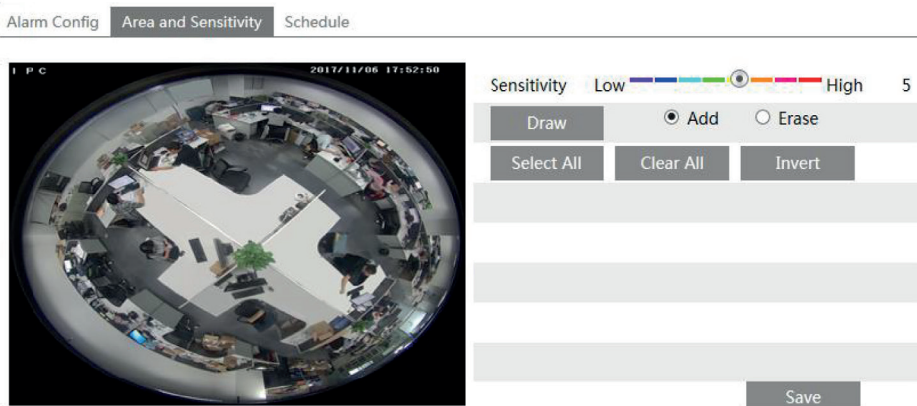 Alarm Config Area and Sensitivity Schedule
I P C 2017/11/06 17:52:50
Sensitivity Low High 5
Draw Add Erase
Select All Clear All Invert
Save